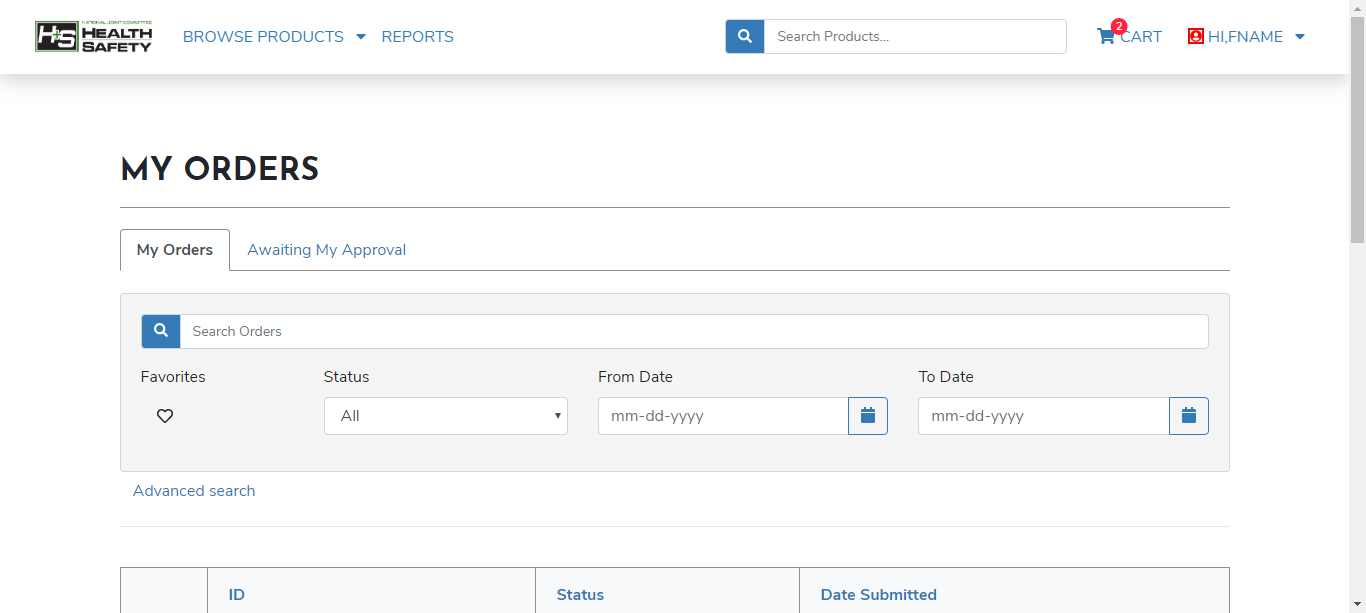 NATIONAL JOINT COMMITTEE
H+S HEALTH
SAFETY
BROWSE PRODUCTS
REPORTS
Search Products...
2
CART
HI,FNAME
MY ORDERS
My Orders
Awaiting My Approval
Search Orders
Favorites
Status
From Date
To Date
All
mm-dd-yyyy
mm-dd-yyyy
Advanced search
ID
Status
Date Submitted